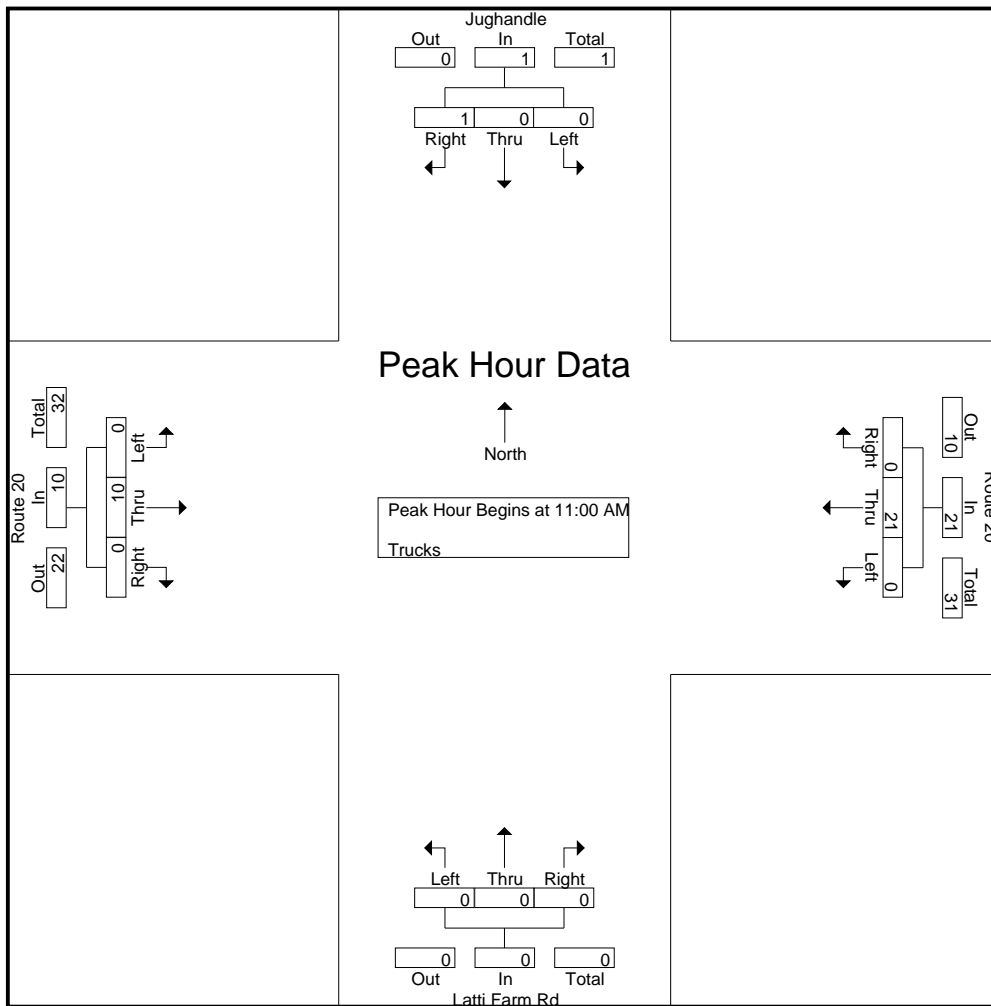 Jughandle
Out In Total
0 1 1
1 0 0
Right Thru Left
Peak Hour Data
North
Peak Hour Begins at 11:00 AM
Trucks
Route 20
Total In Out
32 10 22
0 10 0
Left Thru Right
Right Thru Left
0 21 0
10 21 31
Out In Total
Route 20
Left Thru Right
0 0 0
0 0 0
Out In Total
Latti Farm Rd